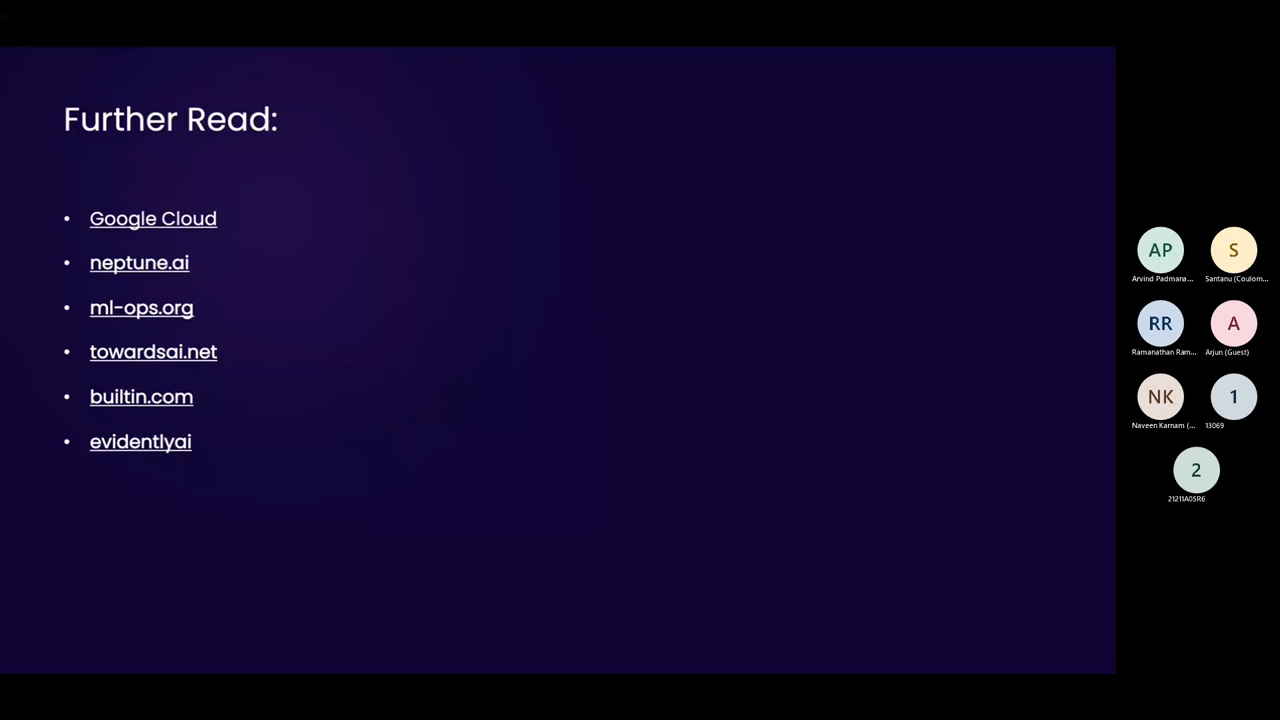 Further Read:
• Google Cloud
• neptune.ai
• ml-ops.org
• towardsai.net
• builtin.com
• evidentlyai
AP
S
Arvind Padmana...
Santanu (Coulom...
RR
A
Ramanathan Ram...
Arjun (Guest)
NK
1
Naveen Karnam (...
13069
2
21211A05R6